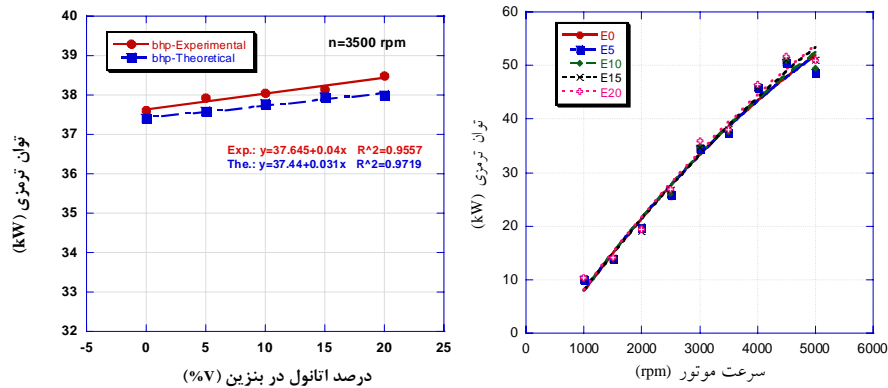 bhp-Experimental
bhp-Theoretical
n=3500 rpm
Exp.: y=37.645+0.04x R^2=0.9557
The.: y=37.44+0.031x R^2=0.9719
40
39
38
37
36
35
34
33
32
-5 0 5 10 15 20 25
توان ترمزی (kW)
درصد اتانول در بنزین (%V)
E0
E5
E10
E15
E20
60
50
40
30
20
10
0
0 1000 2000 3000 4000 5000 6000
توان ترمزی (kW)
سرعت موتور (rpm)